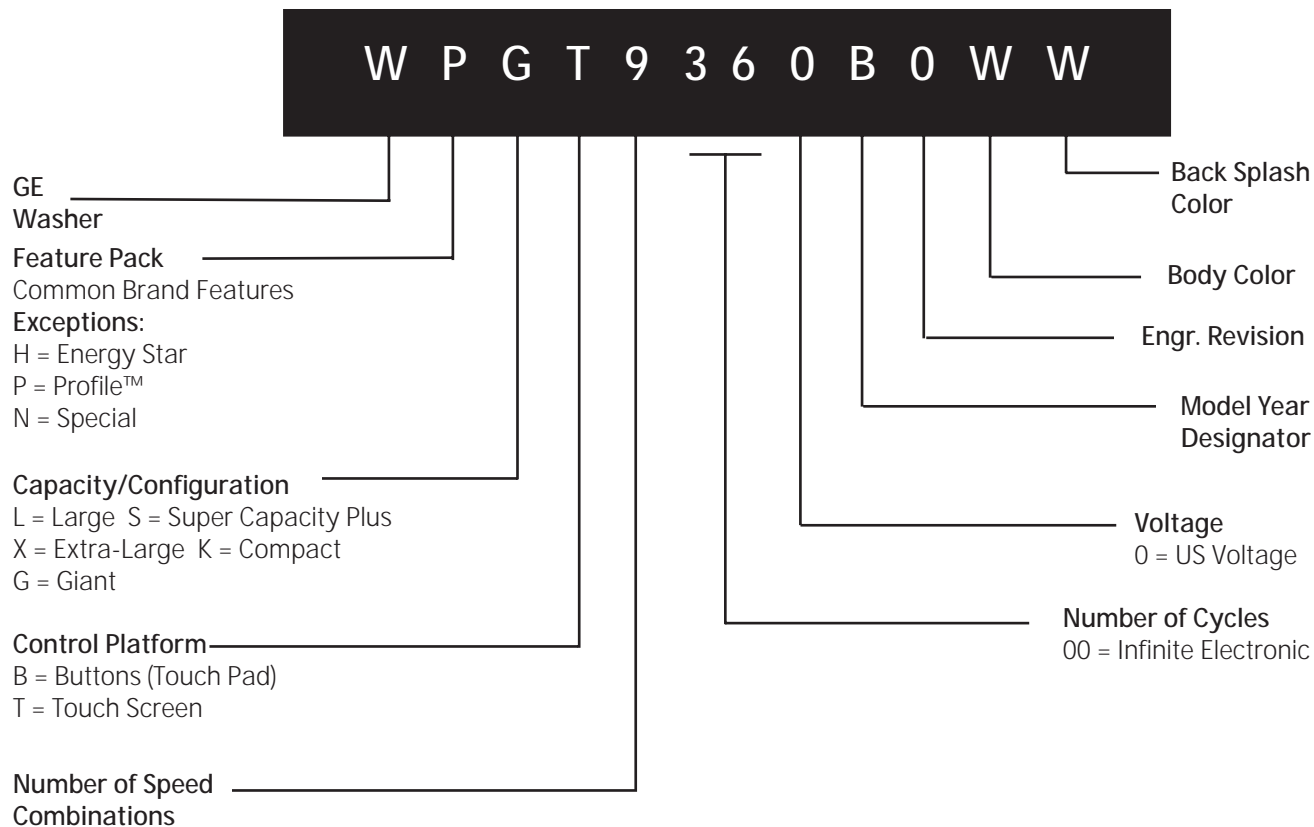 W P G T 9 3 6 0 B 0 W W
GE
Washer
Feature Pack
Common Brand Features
Exceptions:
H = Energy Star
P = Profile™
N = Special
Capacity/Configuration
L = Large S = Super Capacity Plus
X = Extra-Large K = Compact
G = Giant
Control Platform
B = Buttons (Touch Pad)
T = Touch Screen
Number of Speed
Combinations
Back Splash
Color
Body Color
Engr. Revision
Model Year
Designator
Voltage
0 = US Voltage
Number of Cycles
00 = Infinite Electronic